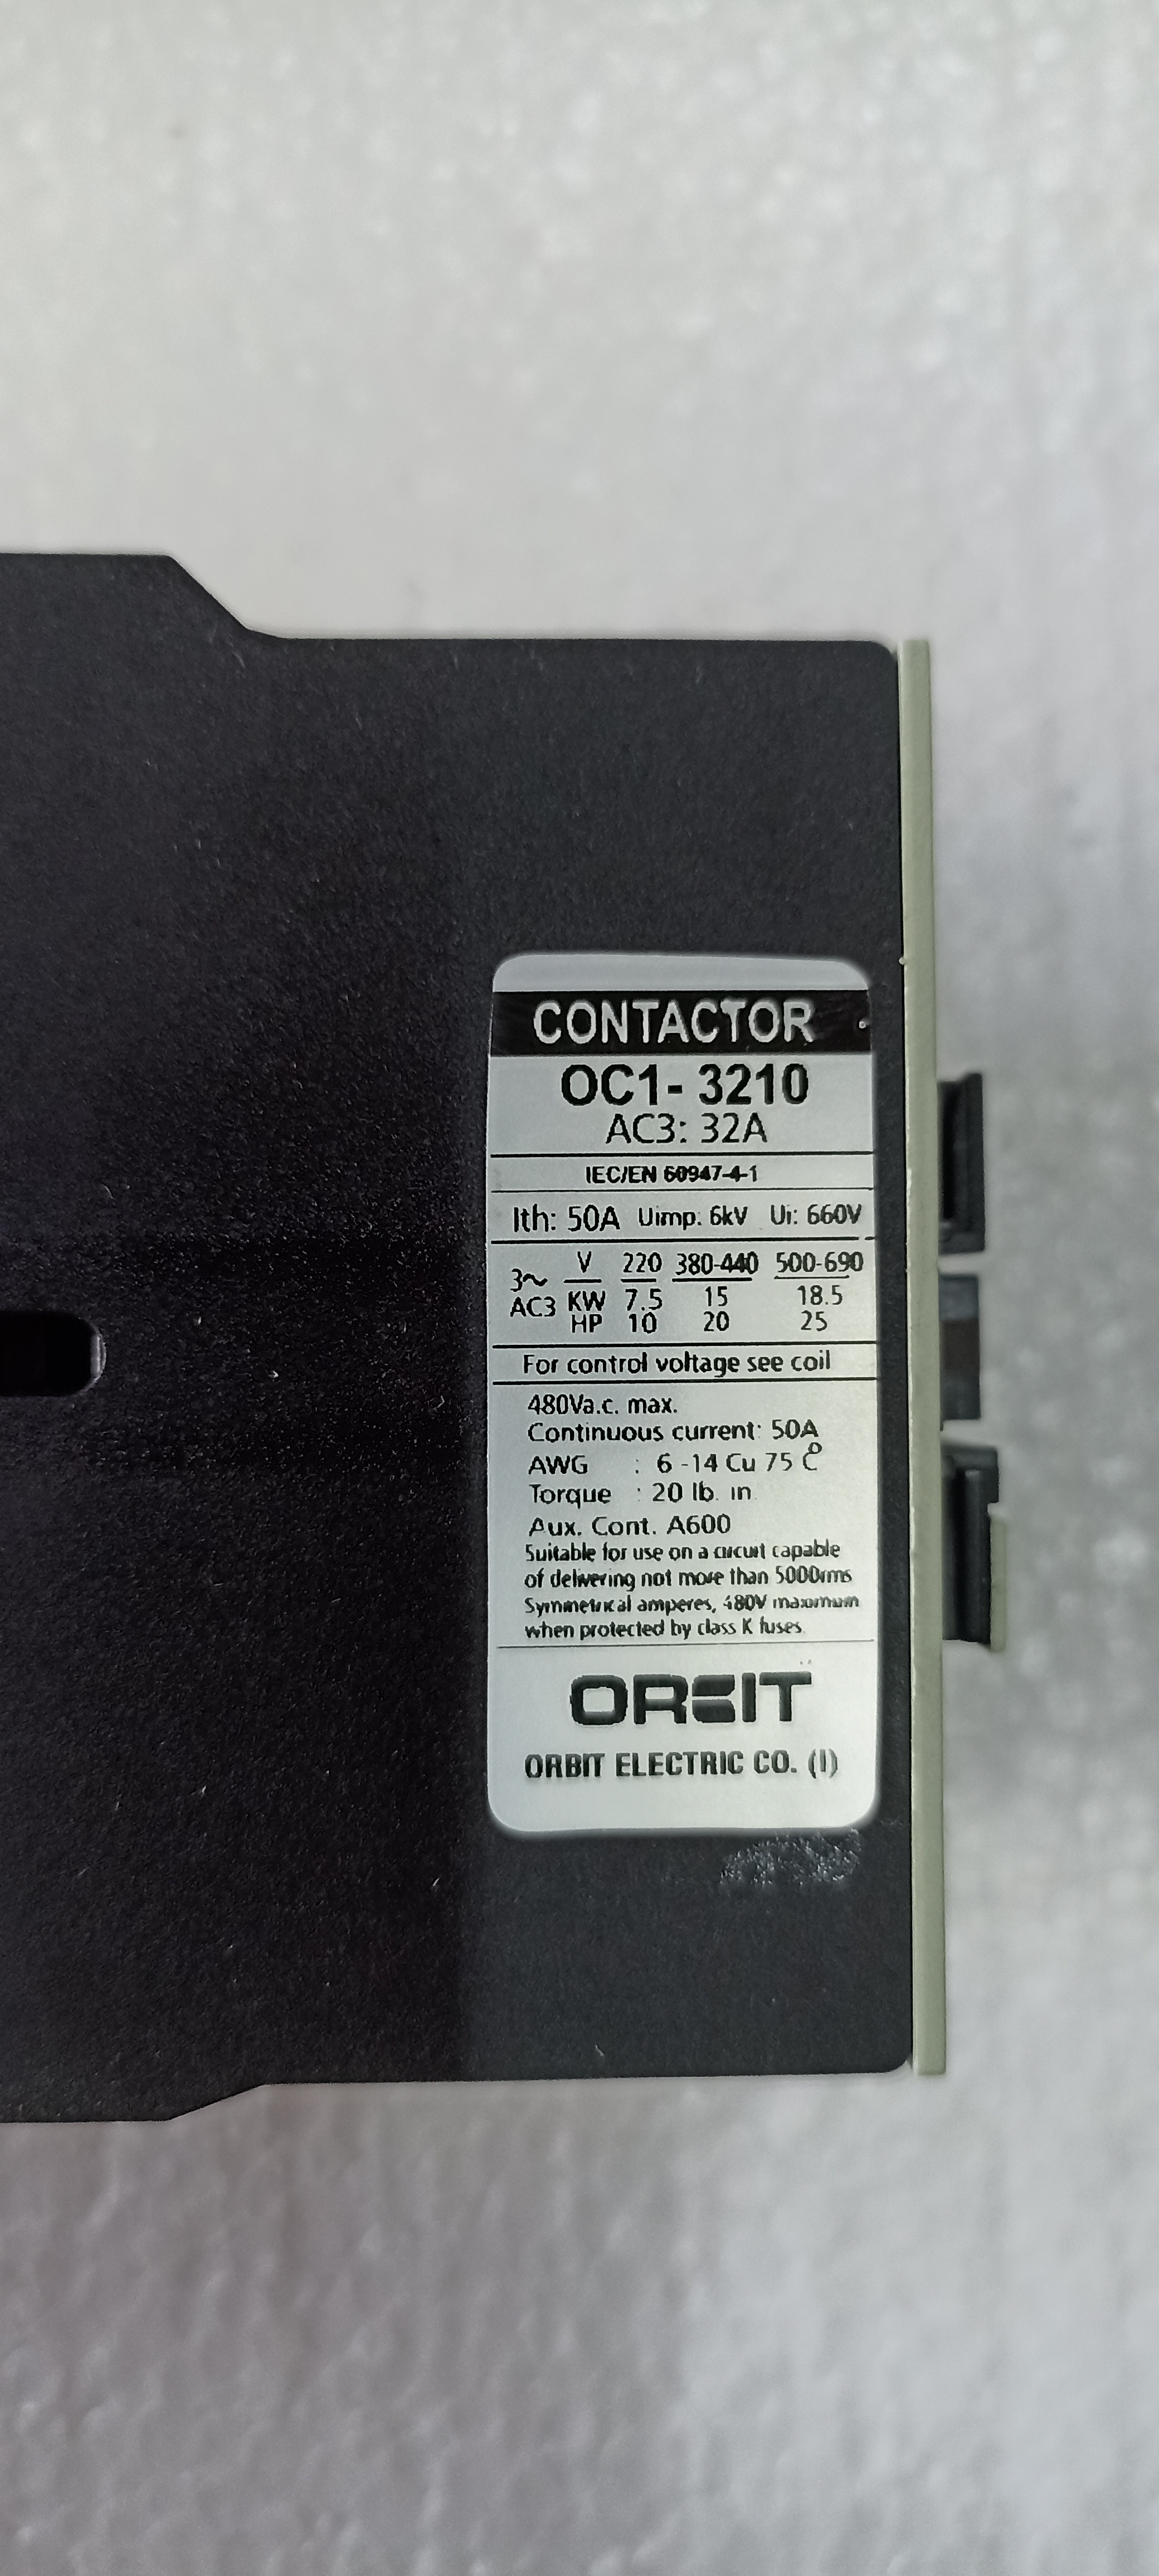 CONTACTOR
OC1- 3210
AC3: 32A
IEC/EN 60947-4-1
Ith: 50A Uimp: 6kV Ui: 660V
3~ V 220 380-440 500-690
AC3 KW 7.5 15 18.5
HP 10 20 25
For control voltage see coil
480Va.c. max.
Continuous current: 50A
AWG : 6 -14 Cu 75 C°
Torque : 20 lb. in.
Aux. Cont. A600
Suitable for use on a circuit capable
of delivering not more than 5000rms
Symmetrical amperes, 480V maximum
when protected by class K fuses.
ORBIT
ORBIT ELECTRIC CO. (I)